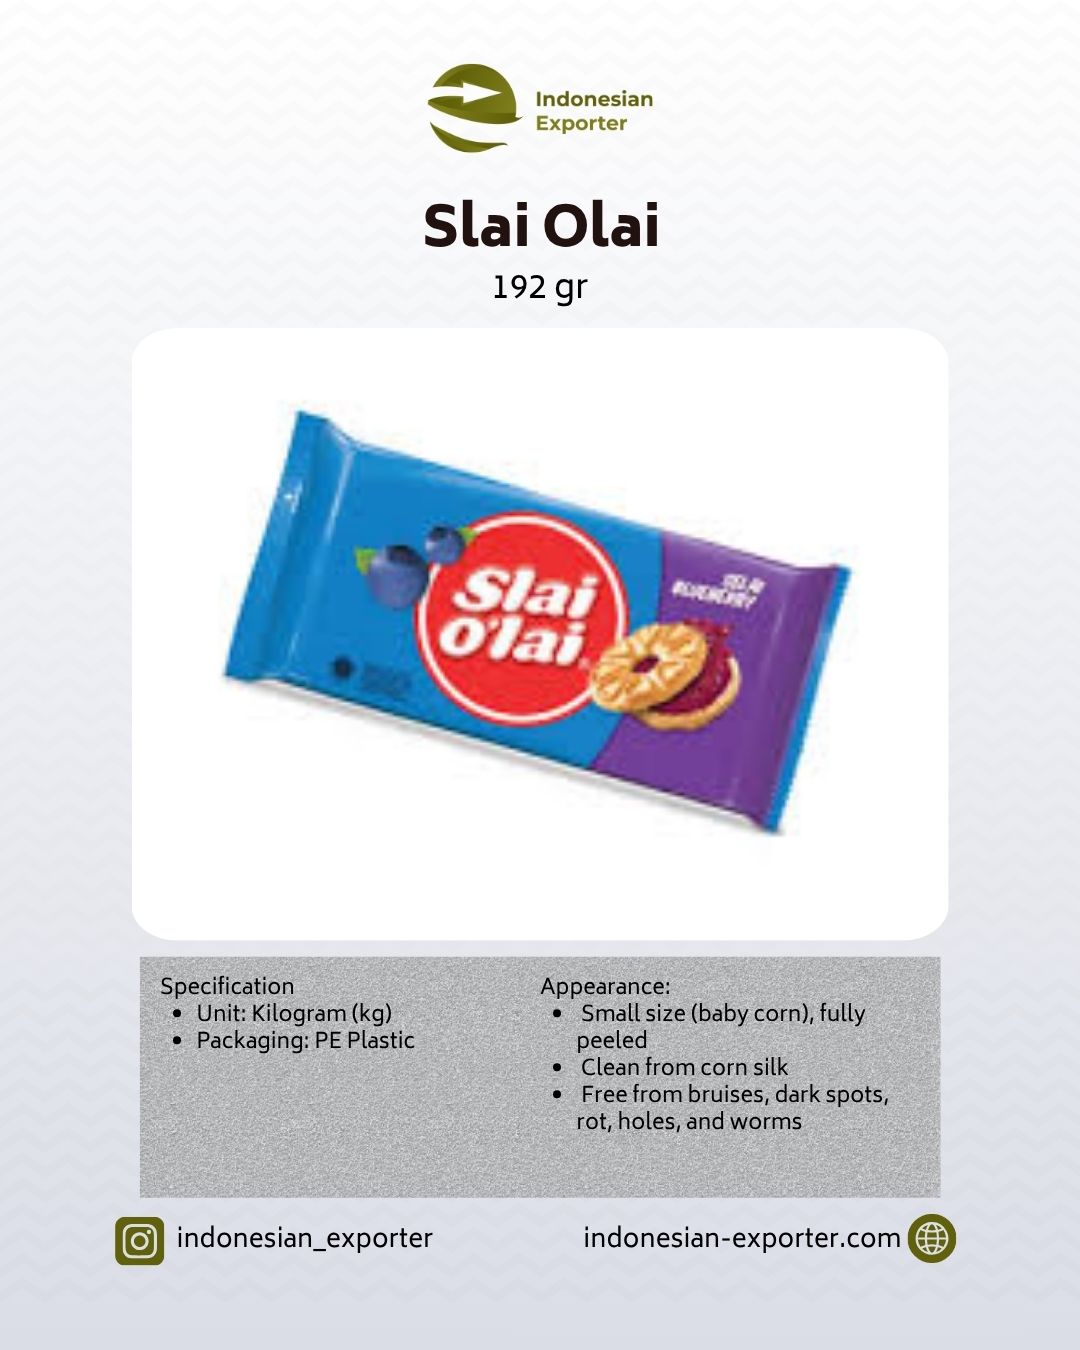 Indonesian
Exporter
Slai Olai
192 gr
Slai
O'lai
SELAI
BLUEBERRY
Specification
• Unit: Kilogram (kg)
• Packaging: PE Plastic
Appearance:
• Small size (baby corn), fully
peeled
• Clean from corn silk
• Free from bruises, dark spots,
rot, holes, and worms
indonesian_exporter
indonesian-exporter.com